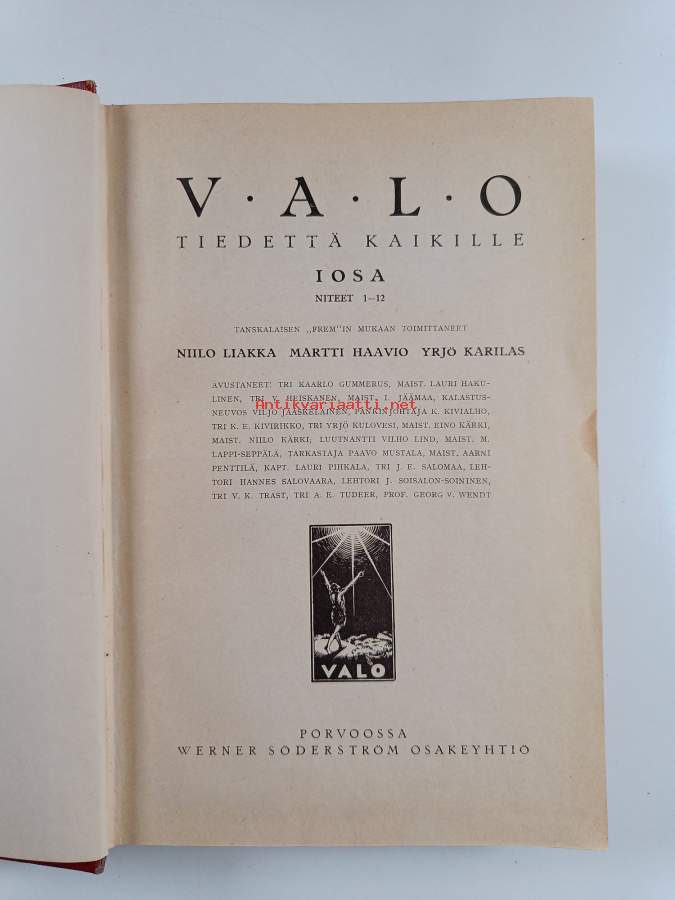 V·A·L·O
TIEDETTÄ KAIKILLE
I OSA
NITEET 1—12
TANSKALAISEN „FREM"IN MUKAAN TOIMITTANEET
NIILO LIAKKA MARTTI HAAVIO YRJÖ KARILAS
AVUSTANEET: TRI KAARLO GUMMERUS, MAIST. LAURI HAKU-
LINEN, TRI V. HEISKANEN, MAIST. I. JÄÄMAA, KALASTUS-
Antikvariaatti.net
NEUVOS VILJO JÄÄSKELÄINEN, PANKINJOHTAJA K. KIVIALHO,
TRI K. E. KIVIRIKKO, TRI YRJÖ KULOVESI, MAIST. EINO KÄRKI,
MAIST. NIILO KÄRKI, LUUTNANTTI VILHO LIND, MAIST. M.
LAPPI-SEPPÄLÄ, TARKASTAJA PAAVO MUSTALA, MAIST. AARNI
PENTTILÄ, KAPT. LAURI PIHKALA, TRI J. E. SALOMAA, LEH-
TORI HANNES SALOVAARA, LEHTORI J. SOISALON-SOININEN,
TRI V. K. TRAST, TRI A. E. TUDEER, PROF. GEORG V. WENDT
VALO
PORVOOSSA
WERNER SÖDERSTRÖM OSAKEYHTIÖ